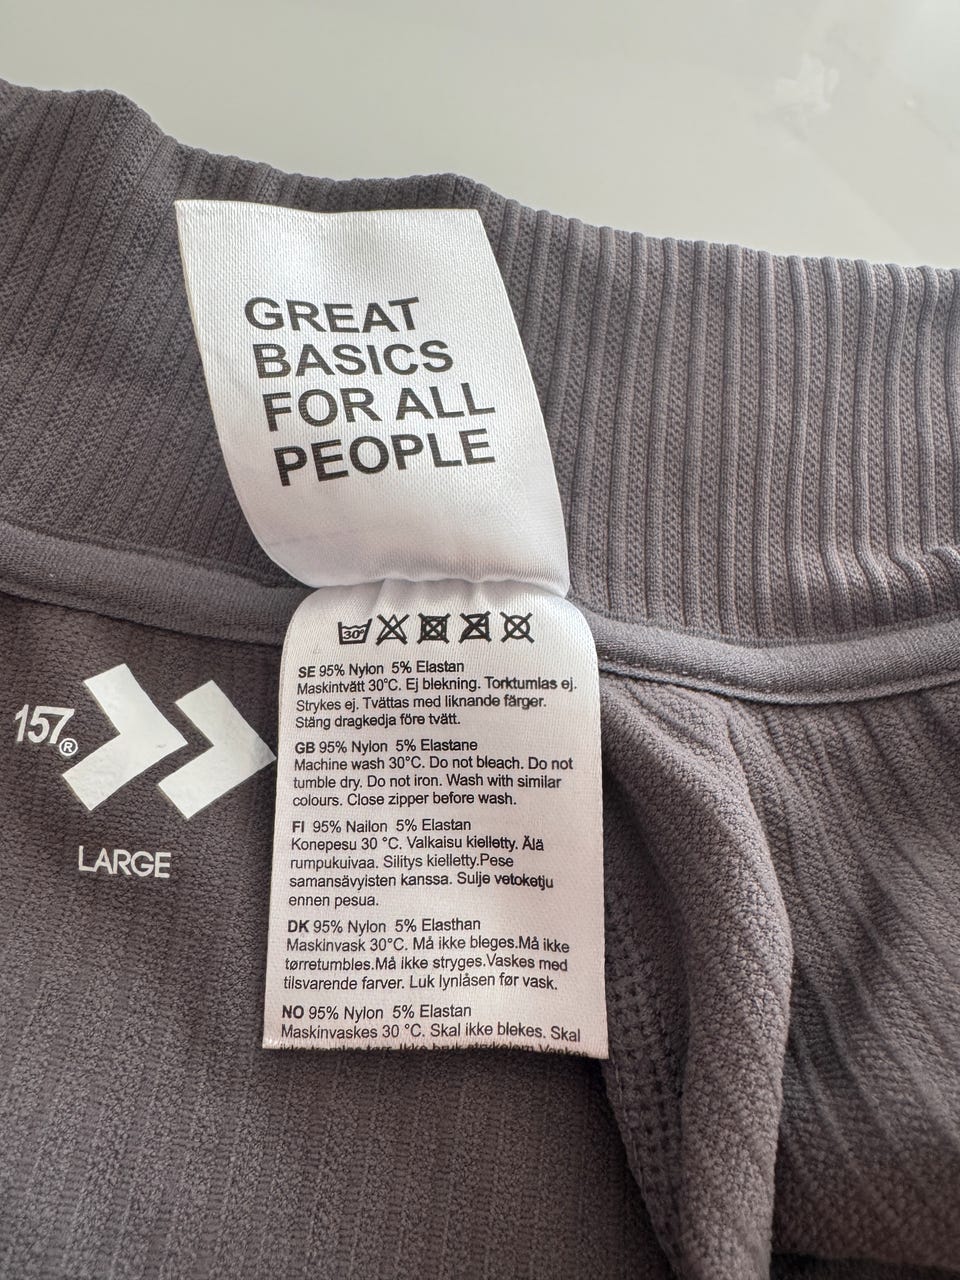 GREAT
BASICS
FOR ALL
PEOPLE
30°
SE 95% Nylon 5% Elastan
Maskintvätt 30°C. Ej blekning. Torktumlas ej.
Strykes ej. Tvättas med liknande färger.
Stäng dragkedja före tvätt.
GB 95% Nylon 5% Elastane
Machine wash 30°C. Do not bleach. Do not
tumble dry. Do not iron. Wash with similar
colours. Close zipper before wash.
FI 95% Nailon 5% Elastan
Konepesu 30 °C. Valkaisu kielletty. Älä
rumpukuivaa. Silitys kielletty.Pese
samansävyisten kanssa. Sulje vetoketju
ennen pesua.
DK 95% Nylon 5% Elasthan
Maskinvask 30°C. Må ikke bleges.Må ikke
tørretumbles.Må ikke stryges.Vaskes med
tilsvarende farver. Luk lynlåsen før vask.
NO 95% Nylon 5% Elastan
Maskinvaskes 30 °C. Skal ikke blekes. Skal
157®
LARGE